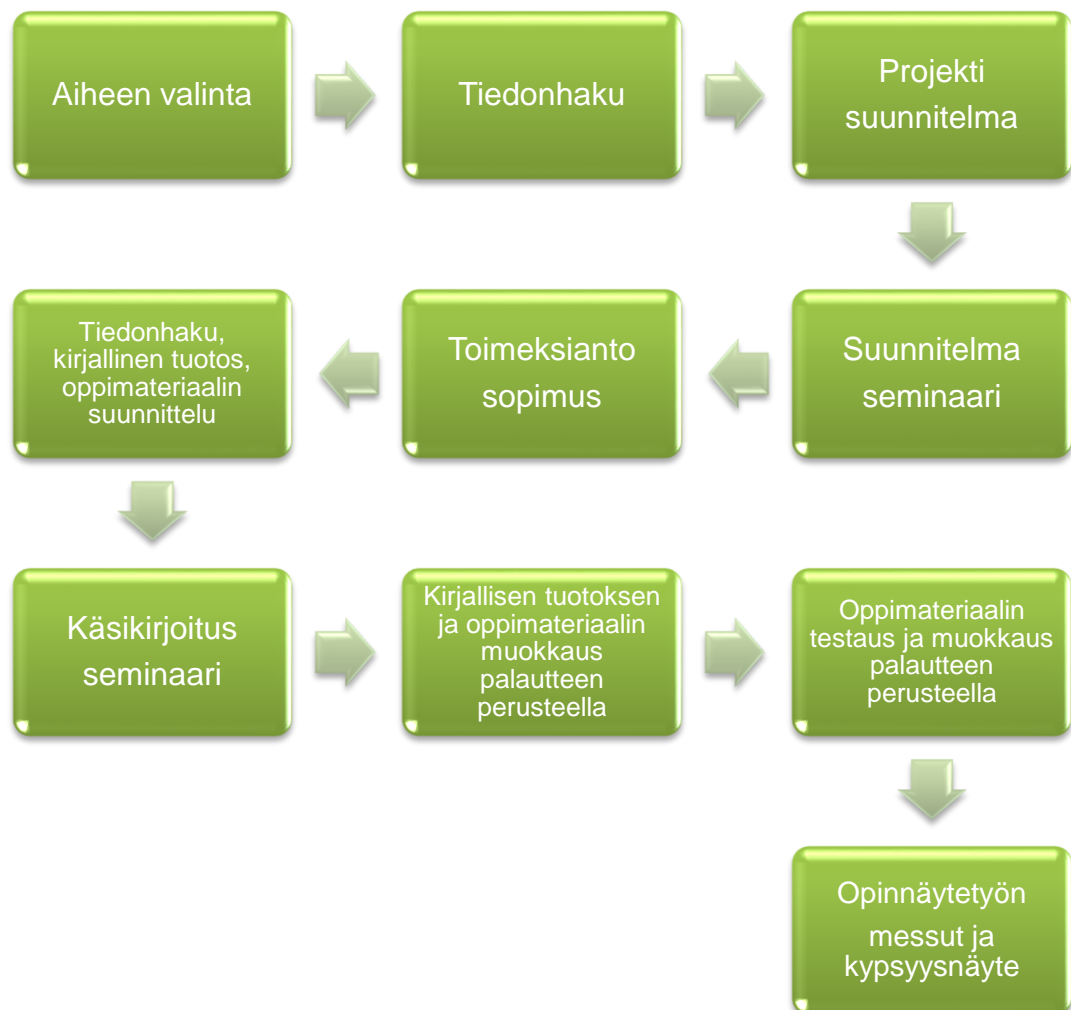 Aiheen valinta
Tiedonhaku
Projekti
suunnitelma
Suunnitelma
seminaari
Toimeksianto
sopimus
Tiedonhaku,
kirjallinen tuotos,
oppimateriaalin
suunnittelu
Käsikirjoitus
seminaari
Kirjallisen tuotoksen
ja oppimateriaalin
muokkaus
palautteen
perusteella
Oppimateriaalin
testaus ja muokkaus
palautteen
perusteella
Opinnäytetyön
messut ja
kypsyysnäyte